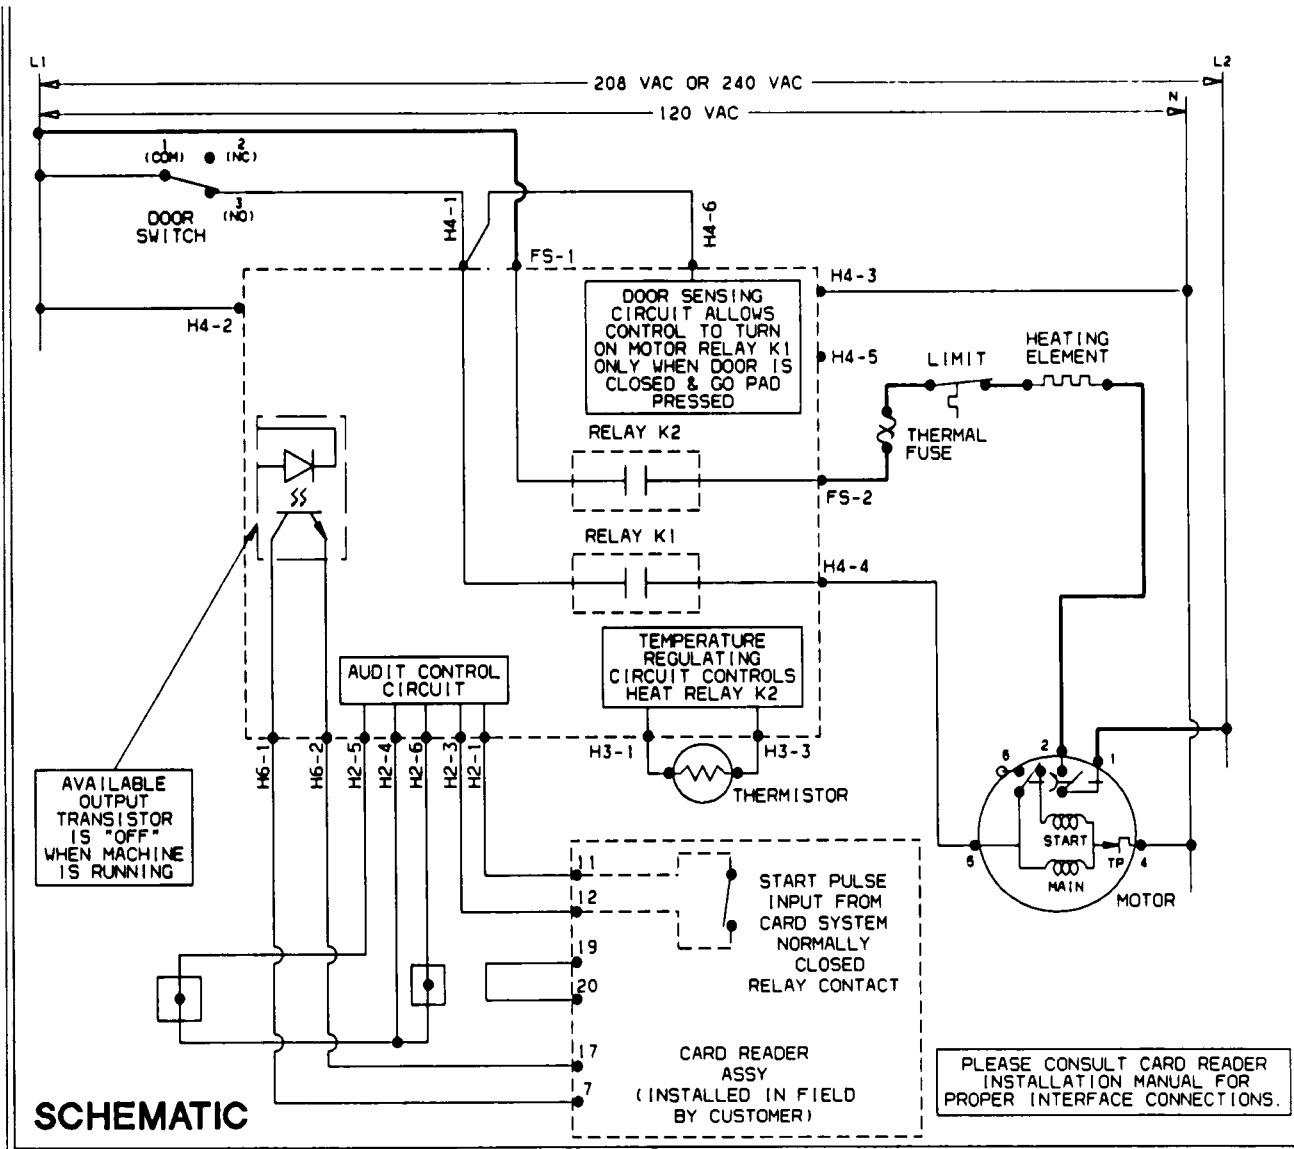 L1
L2
208 VAC OR 240 VAC
N
120 VAC
1
(COM)
2
(NC)
3
(NO)
DOOR
SWITCH
H4-1
H4-6
FS-1
H4-3
H4-2
DOOR SENSING
CIRCUIT ALLOWS
CONTROL TO TURN
ON MOTOR RELAY K1
ONLY WHEN DOOR IS
CLOSED & GO PAD
PRESSED
H4-5
LIMIT
HEATING
ELEMENT
THERMAL
FUSE
RELAY K2
FS-2
RELAY K1
H4-4
TEMPERATURE
REGULATING
CIRCUIT CONTROLS
HEAT RELAY K2
AUDIT CONTROL
CIRCUIT
H6-1
H6-2
H2-5
H2-4
H2-6
H2-3
H2-1
H3-1
H3-3
THERMISTOR
AVAILABLE
OUTPUT
TRANSISTOR
IS "OFF"
WHEN MACHINE
IS RUNNING
6
2
1
START
MAIN
TP
5
4
MOTOR
11
12
19
20
17
7
START PULSE
INPUT FROM
CARD SYSTEM
NORMALLY
CLOSED
RELAY CONTACT
CARD READER
ASSY
(INSTALLED IN FIELD
BY CUSTOMER)
PLEASE CONSULT CARD READER
INSTALLATION MANUAL FOR
PROPER INTERFACE CONNECTIONS.
SCHEMATIC